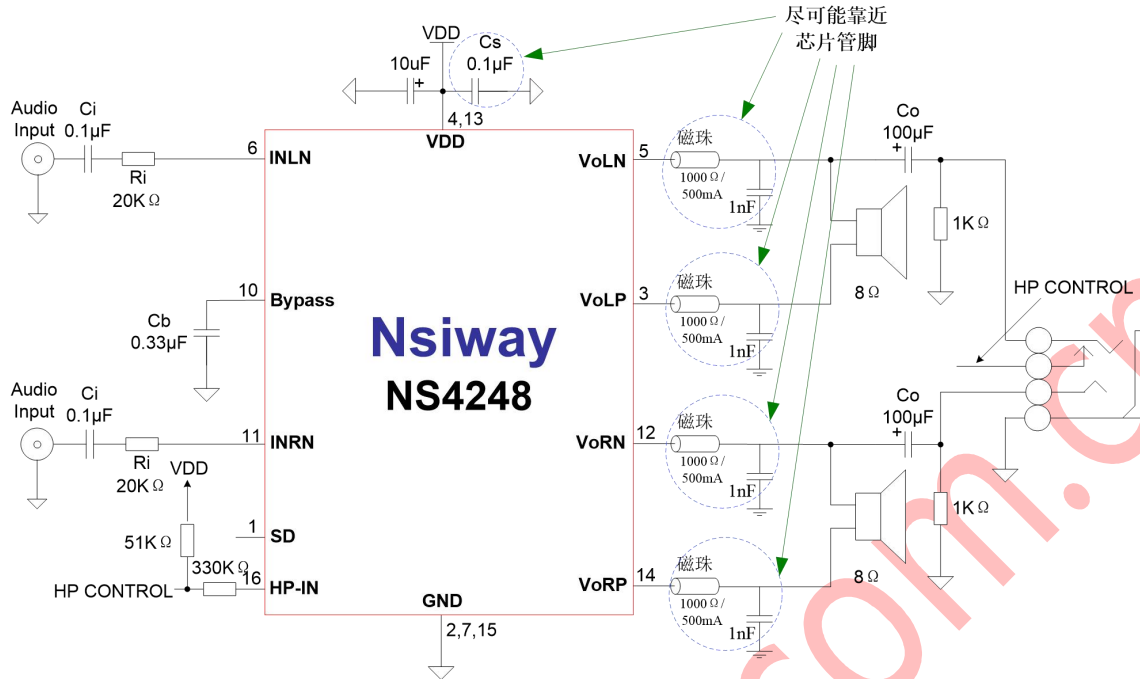 尽可能靠近
芯片管脚
VDD
Cs
10uF
+
0.1µF
4,13
VDD
Audio
Input
Ci
0.1µF
Ri
20KΩ
6
INLN
VoLN
5
磁珠
1000Ω/
500mA
1nF
Co
100µF
+
1KΩ
8Ω
10
Bypass
Cb
0.33µF
VoLP
3
磁珠
1000Ω/
500mA
1nF
HP CONTROL
Nsiway
NS4248
Audio
Input
Ci
0.1µF
Ri
20KΩ
11
INRN
VoRN
12
磁珠
1000Ω/
500mA
1nF
Co
100µF
+
1KΩ
8Ω
VDD
51KΩ
1
SD
330KΩ
HP CONTROL
16
HP-IN
VoRP
14
磁珠
1000Ω/
500mA
1nF
GND
2,7,15
com.c